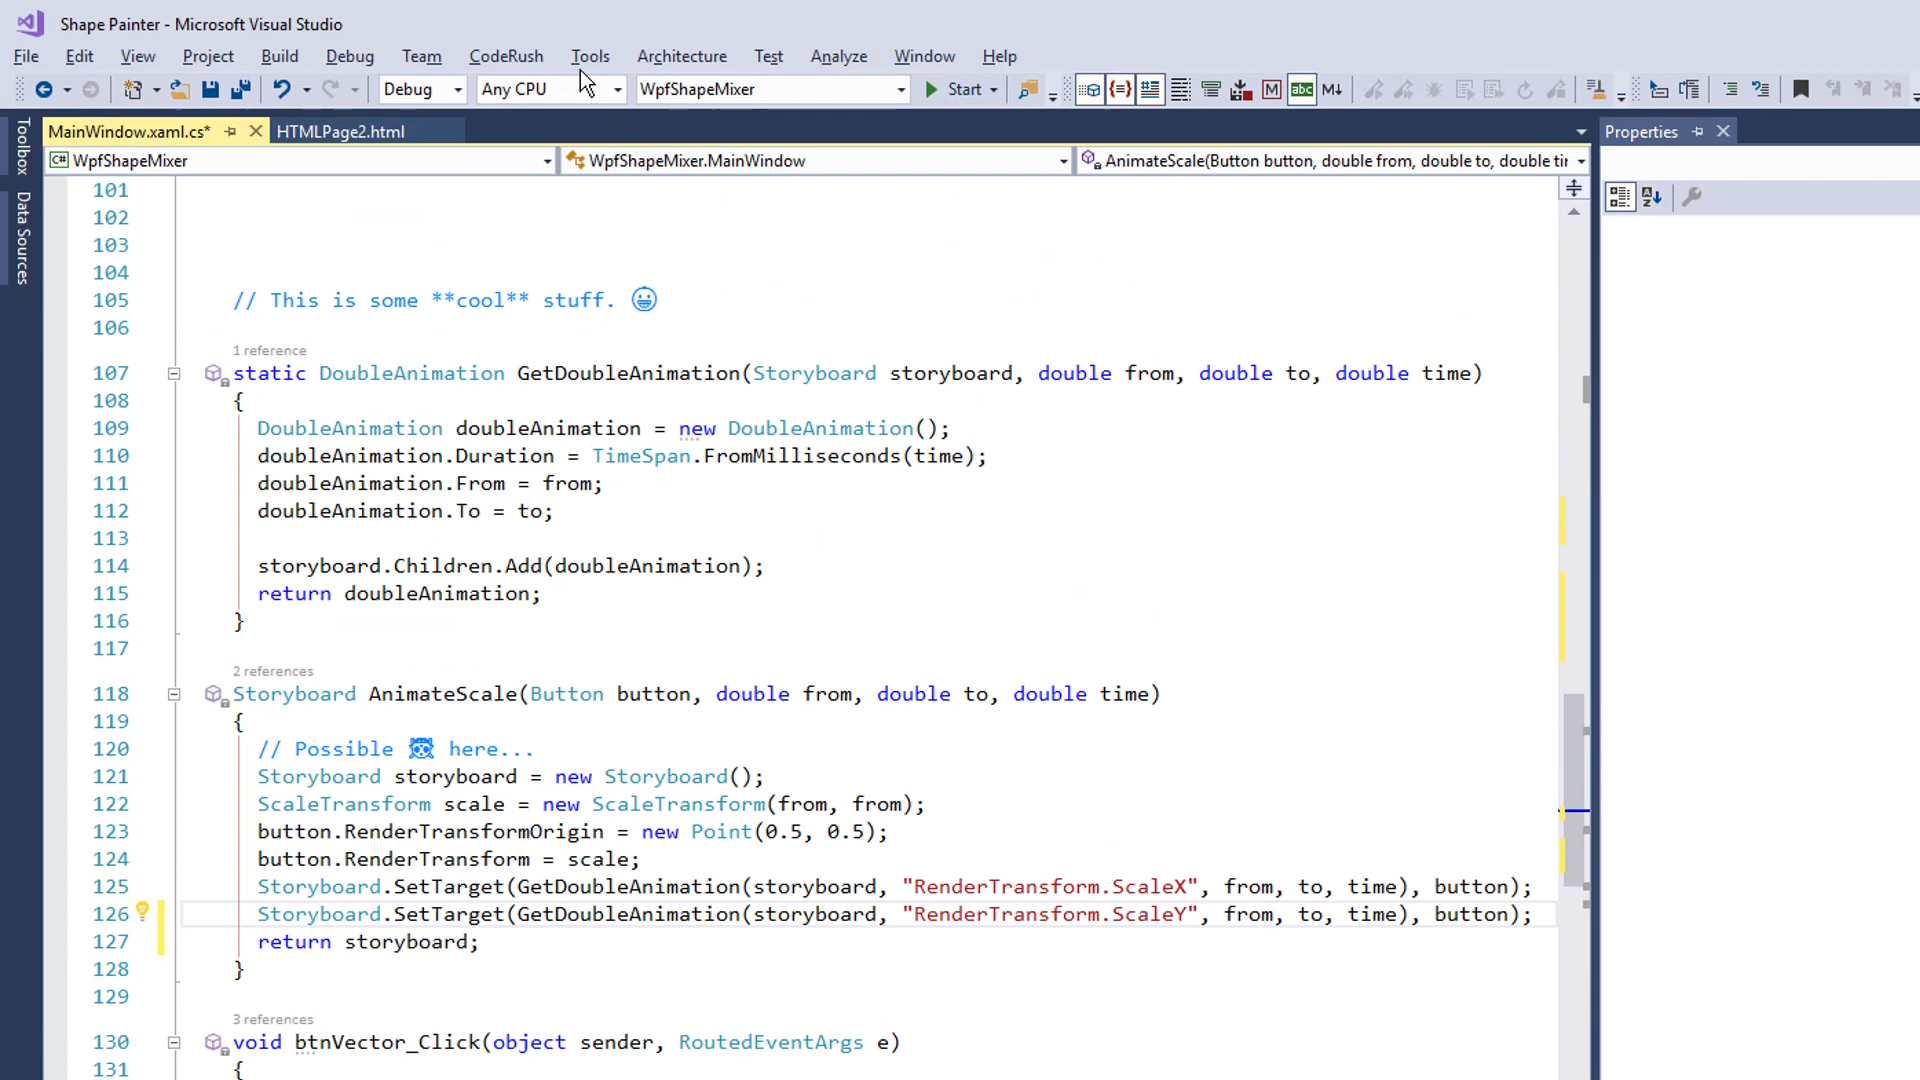 Shape Painter - Microsoft Visual Studio
File Edit View Project Build Debug Team CodeRush Tools Architecture Test Analyze Window Help
Debug Any CPU WpfShapeMixer Start abc M
MainWindow.xaml.cs* HTMLPage2.html Properties
C# WpfShapeMixer WpfShapeMixer.MainWindow AnimateScale(Button button, double from, double to, double tir
Toolbox
Data Sources
101
102
103
104
105 // This is some **cool** stuff. 😀
106
1 reference
107 static DoubleAnimation GetDoubleAnimation(Storyboard storyboard, double from, double to, double time)
108 {
109 DoubleAnimation doubleAnimation = new DoubleAnimation();
110 doubleAnimation.Duration = TimeSpan.FromMilliseconds(time);
111 doubleAnimation.From = from;
112 doubleAnimation.To = to;
113
114 storyboard.Children.Add(doubleAnimation);
115 return doubleAnimation;
116 }
117
2 references
118 Storyboard AnimateScale(Button button, double from, double to, double time)
119 {
120 // Possible 🐞 here...
121 Storyboard storyboard = new Storyboard();
122 ScaleTransform scale = new ScaleTransform(from, from);
123 button.RenderTransformOrigin = new Point(0.5, 0.5);
124 button.RenderTransform = scale;
125 Storyboard.SetTarget(GetDoubleAnimation(storyboard, "RenderTransform.ScaleX", from, to, time), button);
126 Storyboard.SetTarget(GetDoubleAnimation(storyboard, "RenderTransform.ScaleY", from, to, time), button);
127 return storyboard;
128 }
129
3 references
130 void btnVector_Click(object sender, RoutedEventArgs e)
131 {